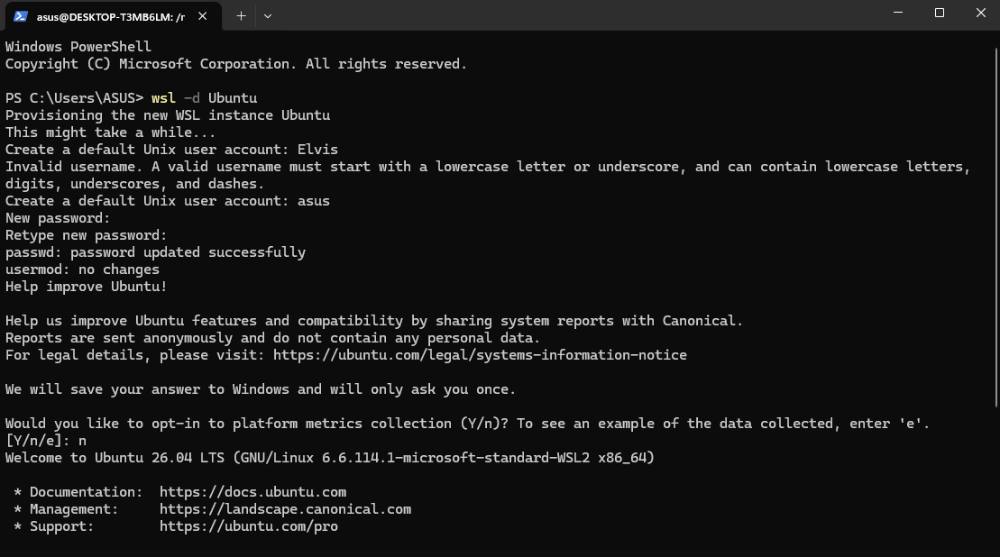 asus@DESKTOP-T3MB6LM: /r
Windows PowerShell
Copyright (C) Microsoft Corporation. All rights reserved.
PS C:\Users\ASUS> wsl -d Ubuntu
Provisioning the new WSL instance Ubuntu
This might take a while...
Create a default Unix user account: Elvis
Invalid username. A valid username must start with a lowercase letter or underscore, and can contain lowercase letters,
digits, underscores, and dashes.
Create a default Unix user account: asus
New password:
Retype new password:
passwd: password updated successfully
usermod: no changes
Help improve Ubuntu!
Help us improve Ubuntu features and compatibility by sharing system reports with Canonical.
Reports are sent anonymously and do not contain any personal data.
For legal details, please visit: https://ubuntu.com/legal/systems-information-notice
We will save your answer to Windows and will only ask you once.
Would you like to opt-in to platform metrics collection (Y/n)? To see an example of the data collected, enter 'e'.
[Y/n/e]: n
Welcome to Ubuntu 26.04 LTS (GNU/Linux 6.6.114.1-microsoft-standard-WSL2 x86_64)
* Documentation:  https://docs.ubuntu.com
* Management:     https://landscape.canonical.com
* Support:        https://ubuntu.com/pro